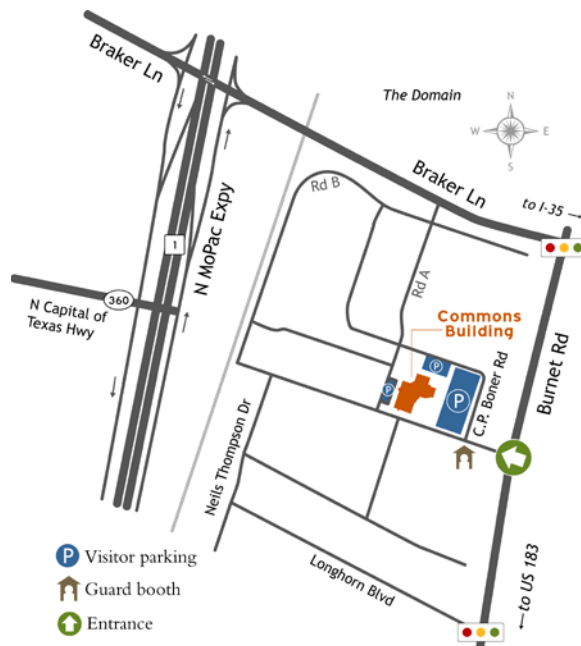 Braker Ln
The Domain
N
W
E
S
Braker Ln
to I-35
Rd B
N MoPac Expy
1
Rd A
360
N Capital of
Texas Hwy
Commons
Building
P
P
P
C.P. Boner Rd
Burnet Rd
Neils Thompson Dr
Longhorn Blvd
to US 183
P Visitor parking
Guard booth
Entrance